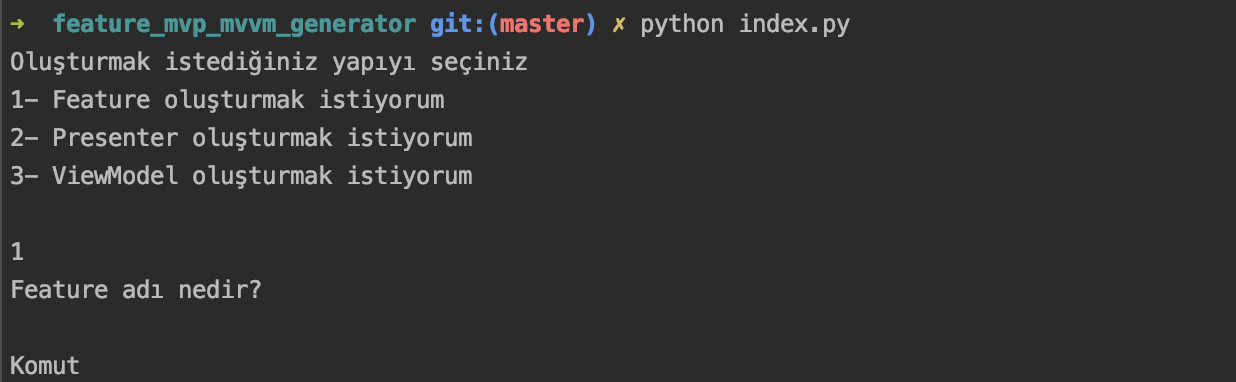 ➜  feature_mvp_mvvm_generator git:(master) ✗ python index.py
Oluşturmak istediğiniz yapıyı seçiniz
1- Feature oluşturmak istiyorum
2- Presenter oluşturmak istiyorum
3- ViewModel oluşturmak istiyorum
1
Feature adı nedir?
Komut